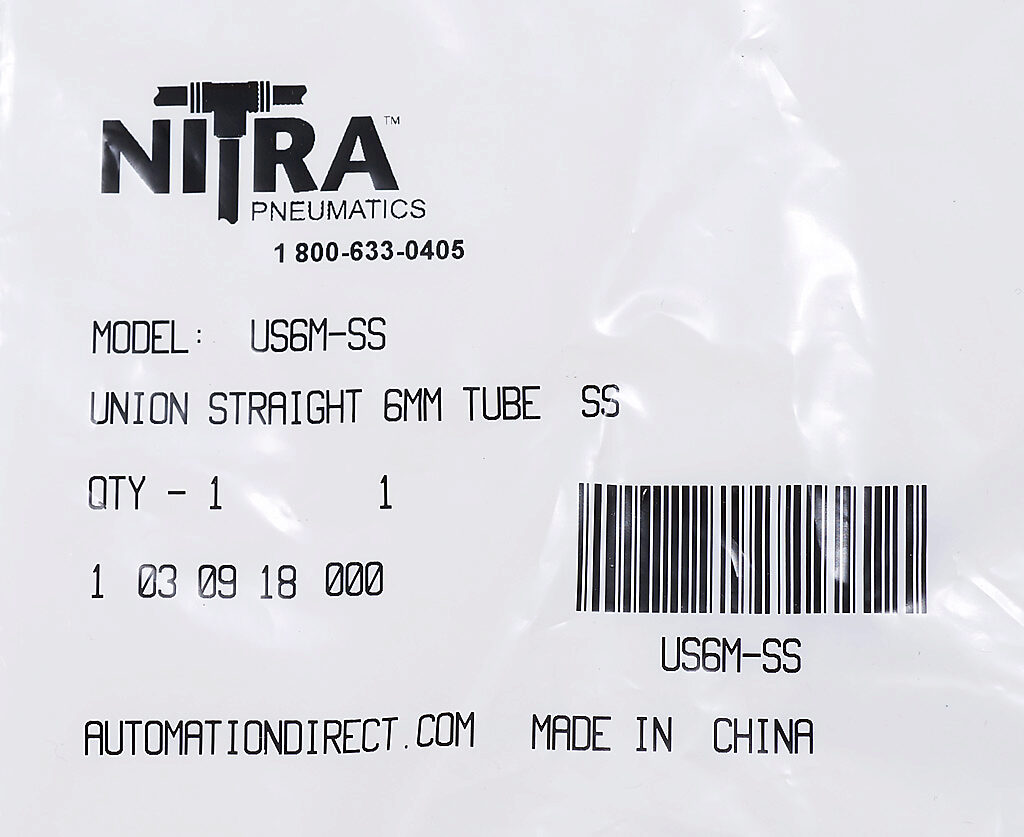 NITRA™
PNEUMATICS
1 800-633-0405
MODEL: US6M-SS
UNION STRAIGHT 6MM TUBE SS
QTY - 1 1
1 03 09 18 000
US6M-SS
AUTOMATIONDIRECT.COM MADE IN CHINA